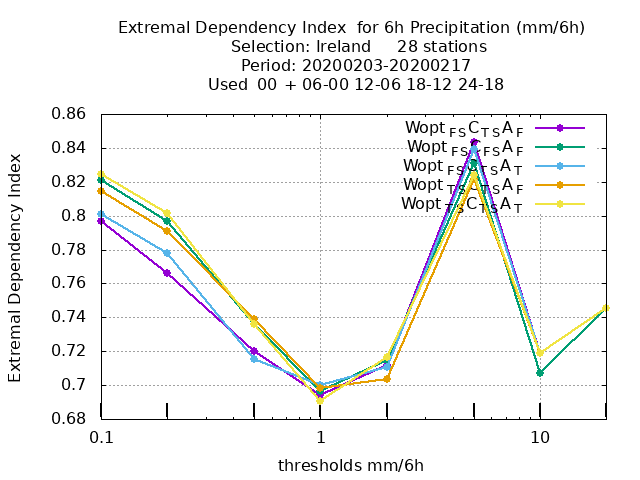 Extremal Dependency Index for 6h Precipitation (mm/6h)
Selection: Ireland 28 stations
Period: 20200203-20200217
Used 00 + 06-00 12-06 18-12 24-18
Extremal Dependency Index
0.86
0.84
0.82
0.8
0.78
0.76
0.74
0.72
0.7
0.68
Wopt FS C TS A F
Wopt FS C FS A F
Wopt FS C TS A T
Wopt TS C TS A F
Wopt TS C TS A T
0.1 1 10
thresholds mm/6h